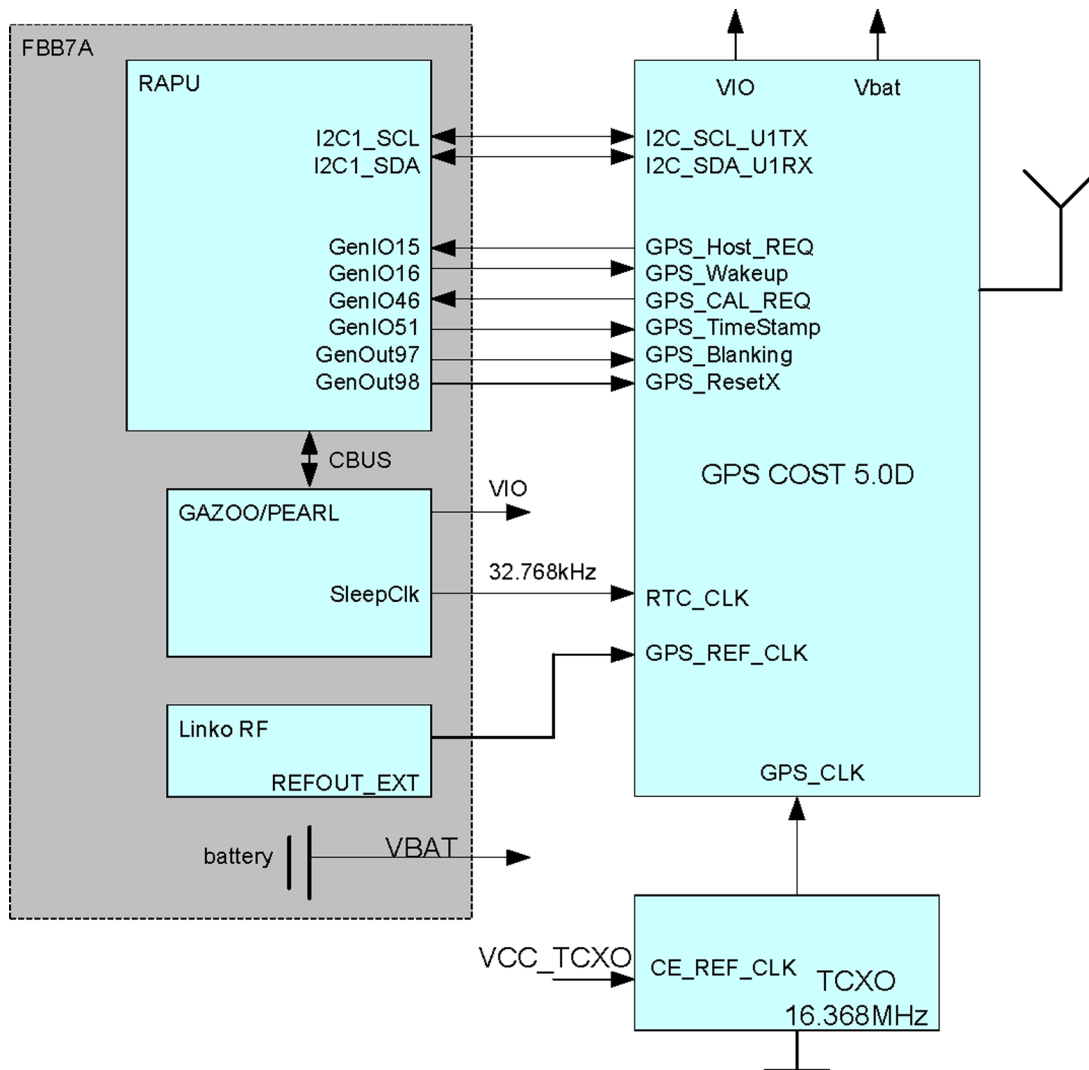 FBB7A
RAPU
I2C1_SCL
I2C1_SDA
GenIO15
GenIO16
GenIO46
GenIO51
GenOut97
GenOut98
CBUS
GAZOO/PEARL
SleepClk
VIO
32.768kHz
Linko RF
REFOUT_EXT
battery
VBAT
VIO
Vbat
I2C_SCL_U1TX
I2C_SDA_U1RX
GPS_Host_REQ
GPS_Wakeup
GPS_CAL_REQ
GPS_TimeStamp
GPS_Blanking
GPS_ResetX
GPS COST 5.0D
RTC_CLK
GPS_REF_CLK
GPS_CLK
VCC_TCXO
CE_REF_CLK
TCXO
16.368MHz